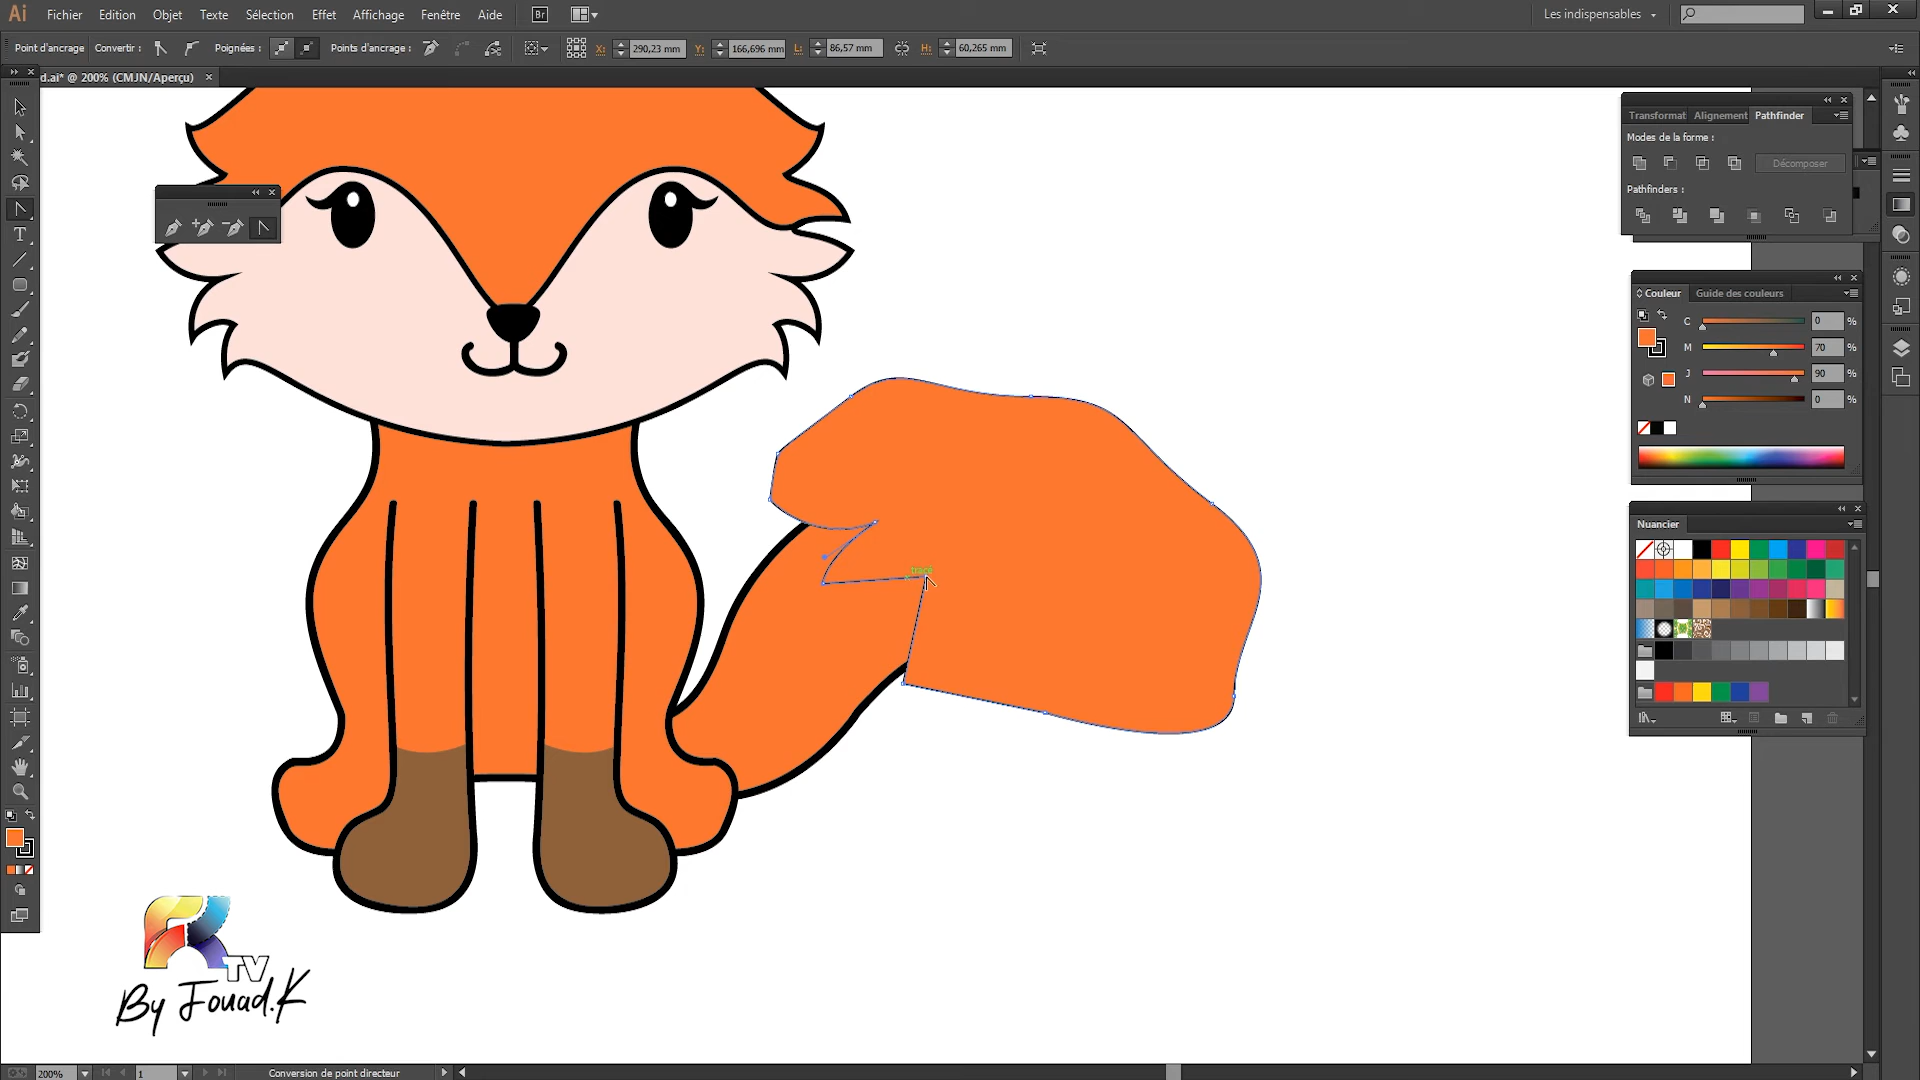 Ai Fichier Edition Objet Texte Sélection Effet Affichage Fenêtre Aide Br Les indispensables
Point d'ancrage Convertir : Poignées : Points d'ancrage : X: 290,23 mm Y: 166,696 mm L: 86,57 mm H: 60,265 mm
d.ai* @ 200% (CMJN/Aperçu)
Transformat Alignement Pathfinder
Modes de la forme :
Décomposer
Pathfinders :
Couleur Guide des couleurs
C 0 %
M 70 %
J 90 %
N 0 %
Nuancier
tracé
TV
By Fouad.K
200% 1 Conversion de point directeur